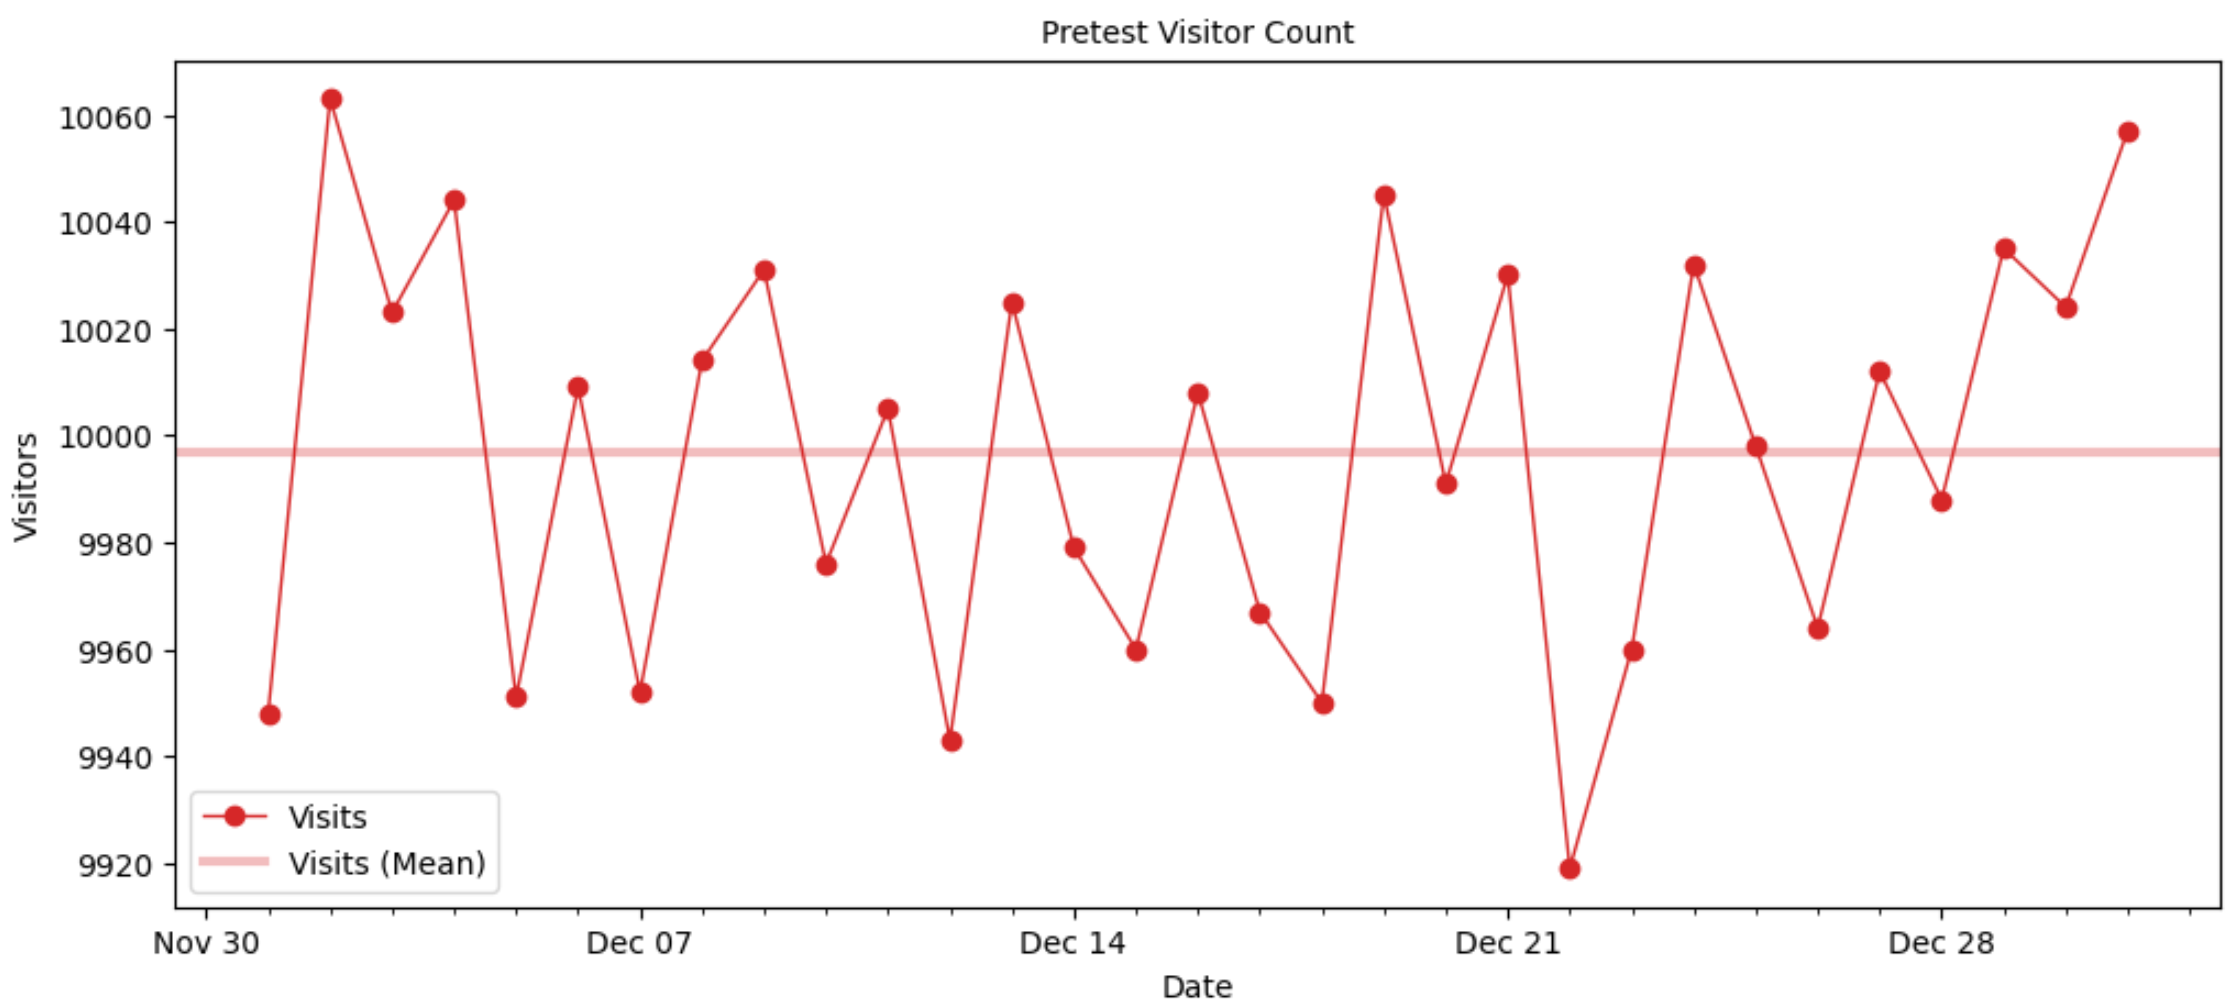 Pretest Visitor Count
10060
10040
10020
10000
9980
9960
9940
9920
Visitors
Visits
Visits (Mean)
Nov 30 Dec 07 Dec 14 Dec 21 Dec 28
Date